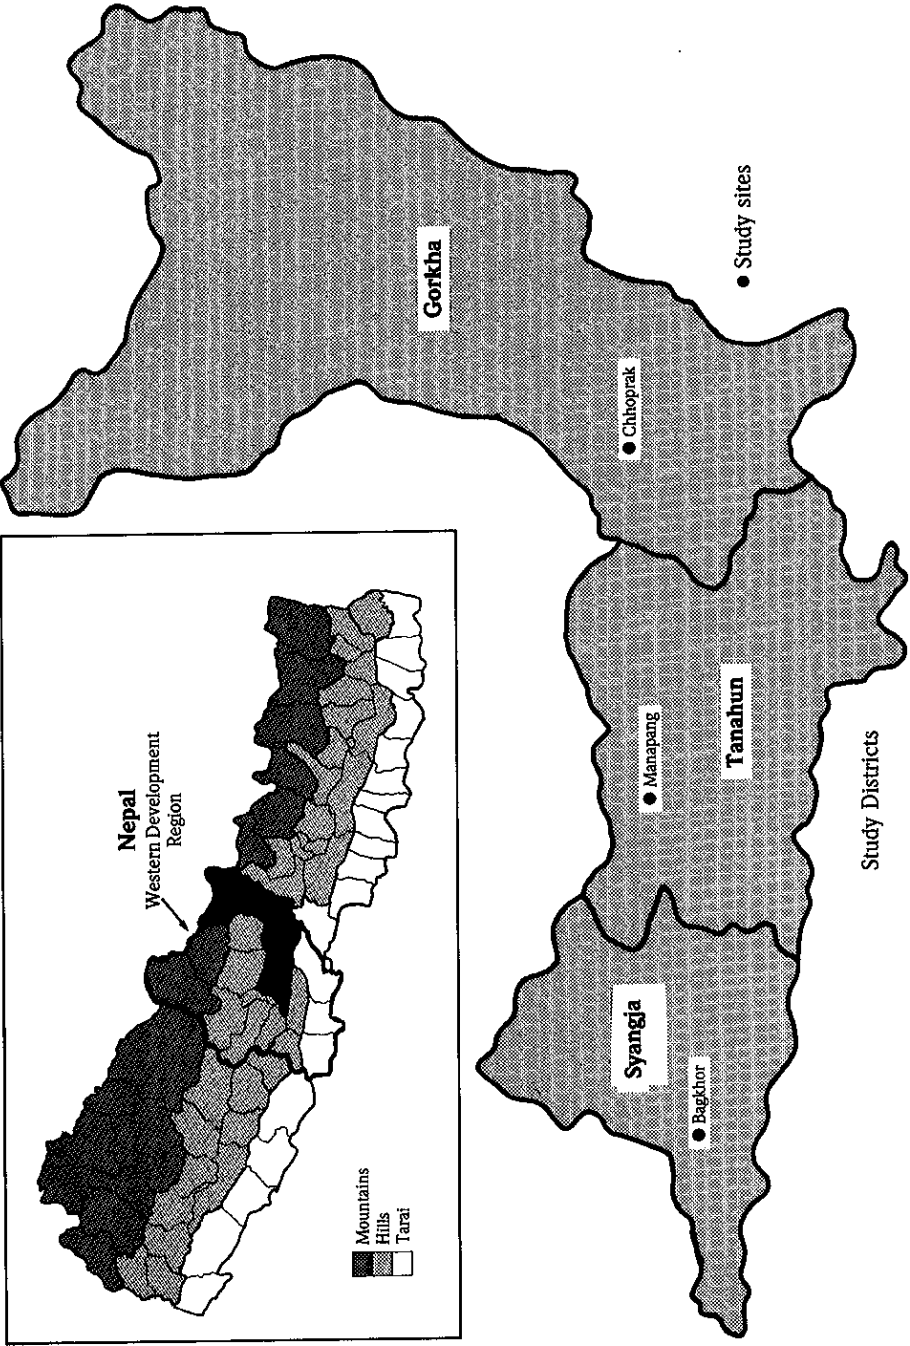 Nepal
Western Development
Region
Mountains
Hills
Tarai
Gorkha
Chhoprak
Study sites
Manapang
Tanahun
Syangja
Bagkhor
Study Districts